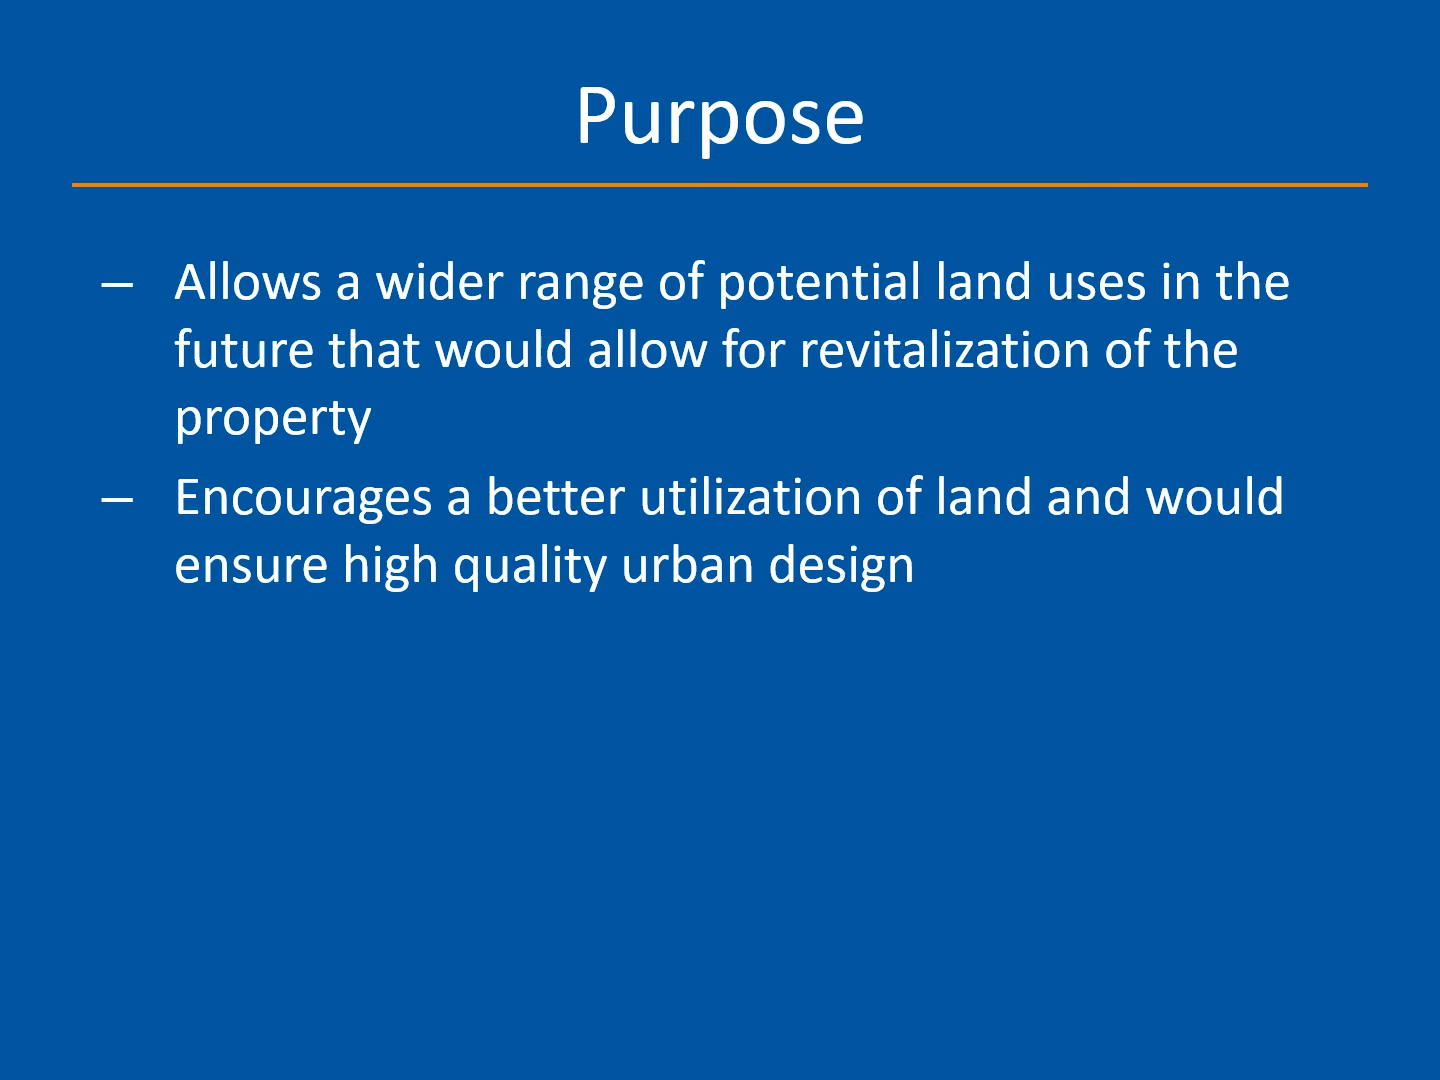 Purpose
– Allows a wider range of potential land uses in the
future that would allow for revitalization of the
property
– Encourages a better utilization of land and would
ensure high quality urban design